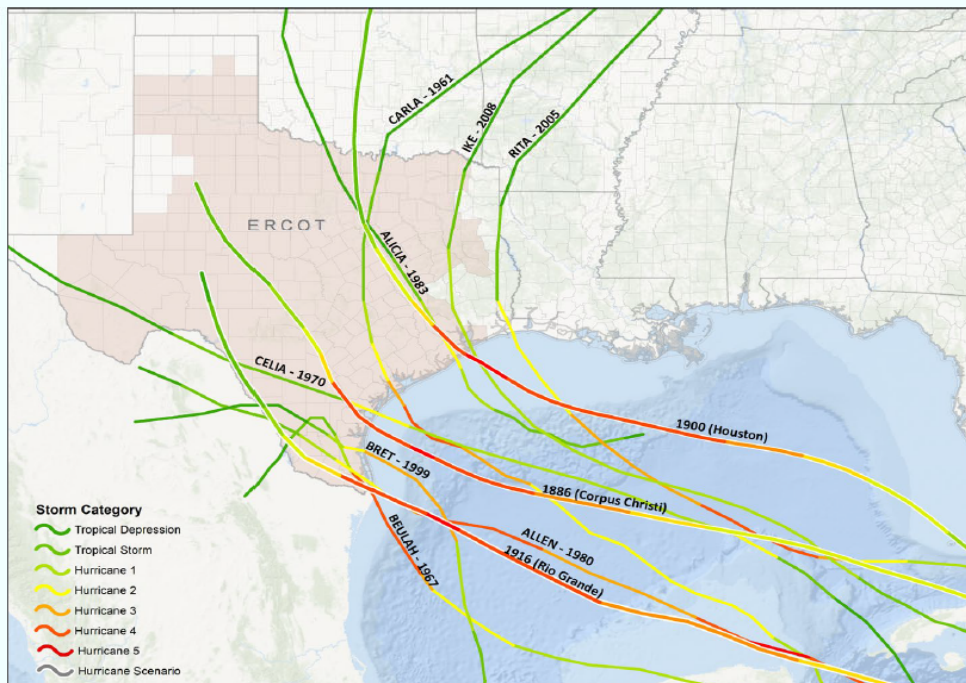 CARLA - 1961
IKE - 2008
RITA - 2005
ERCOT
ALICIA - 1983
CELIA - 1970
1900 (Houston)
BRET - 1999
1886 (Corpus Christi)
BEULAH - 1967
ALLEN - 1980
1916 (Rio Grande)
Storm Category
Tropical Depression
Tropical Storm
Hurricane 1
Hurricane 2
Hurricane 3
Hurricane 4
Hurricane 5
Hurricane Scenario